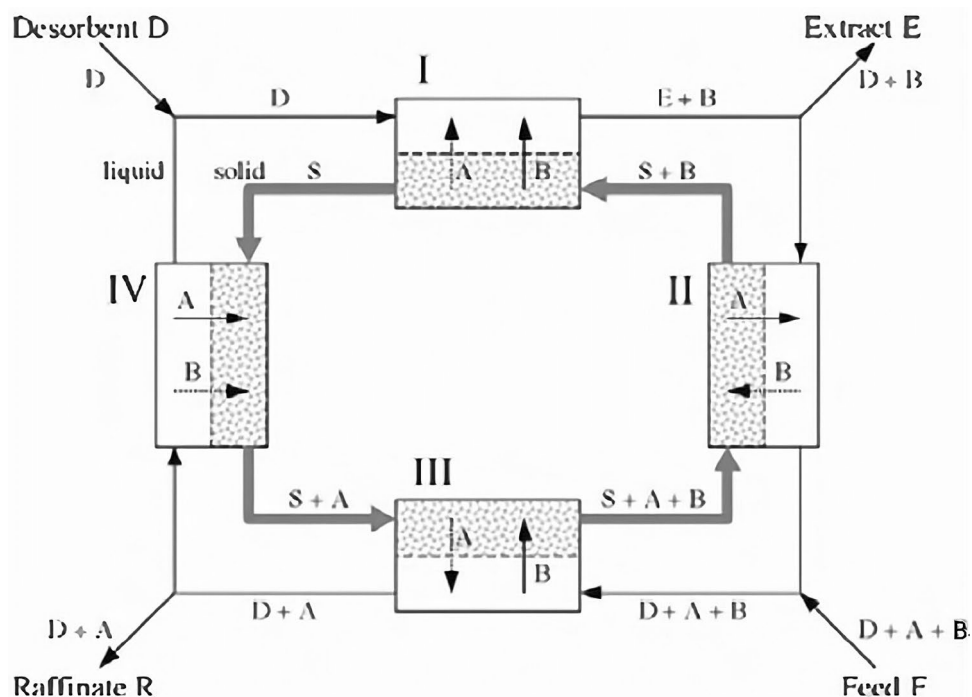 Desorbent D
Extract E
D
D
I
E + B
D + B
liquid
solid
S
A
B
S + B
IV
A
B
II
A
B
III
S + A
A
B
S + A + B
D + A
D + A
D + A + B
D + A + B
Raffinate R
Feed F